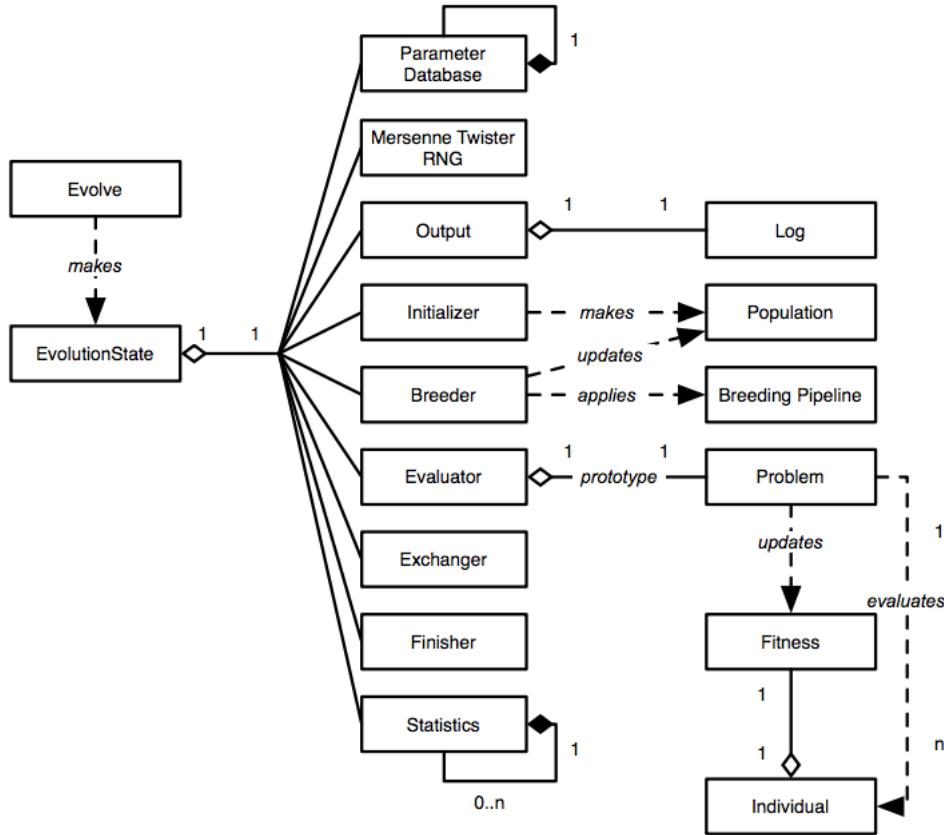 1
Parameter
Database
Mersenne Twister
RNG
Evolve
1
1
Output
Log
makes
Initializer
makes
Population
1
1
updates
EvolutionState
Breeder
applies
Breeding Pipeline
1
1
Evaluator
prototype
Problem
1
updates
Exchanger
evaluates
Finisher
Fitness
1
Statistics
1
n
1
0..n
Individual